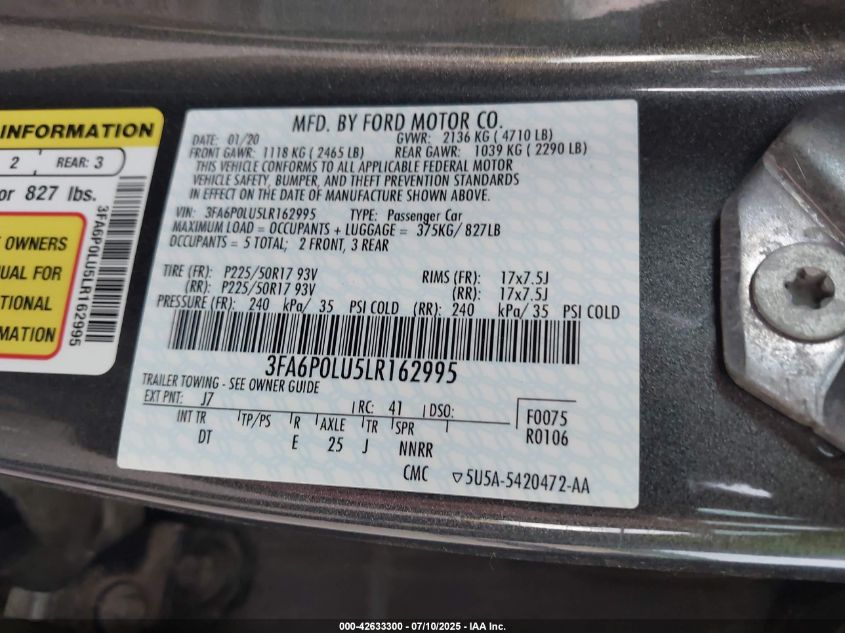 INFORMATION
2 REAR: 3
or 827 lbs.
OWNERS
UAL FOR
TIONAL
RMATION
3FA6P0LU5LR162995
MFD. BY FORD MOTOR CO.
DATE: 01/20 GVWR: 2136 KG ( 4710 LB)
FRONT GAWR: 1118 KG ( 2465 LB) REAR GAWR: 1039 KG ( 2290 LB)
THIS VEHICLE CONFORMS TO ALL APPLICABLE FEDERAL MOTOR
VEHICLE SAFETY, BUMPER, AND THEFT PREVENTION STANDARDS
IN EFFECT ON THE DATE OF MANUFACTURE SHOWN ABOVE.
VIN: 3FA6P0LU5LR162995 TYPE: Passenger Car
MAXIMUM LOAD = OCCUPANTS + LUGGAGE = 375KG/ 827LB
OCCUPANTS = 5 TOTAL; 2 FRONT, 3 REAR
TIRE (FR): P225/50R17 93V RIMS (FR): 17x7.5J
(RR): P225/50R17 93V (RR): 17x7.5J
PRESSURE (FR): 240 kPa/ 35 PSI COLD (RR): 240 kPa/ 35 PSI COLD
3FA6P0LU5LR162995
TRAILER TOWING - SEE OWNER GUIDE
EXT PNT: J7 RC: 41 DSO: F0075
INT TR TP/PS R AXLE TR SPR R0106
DT E 25 J NNRR
CMC 5U5A-5420472-AA
000-42633300 — 07/10/2025 — IAA Inc.